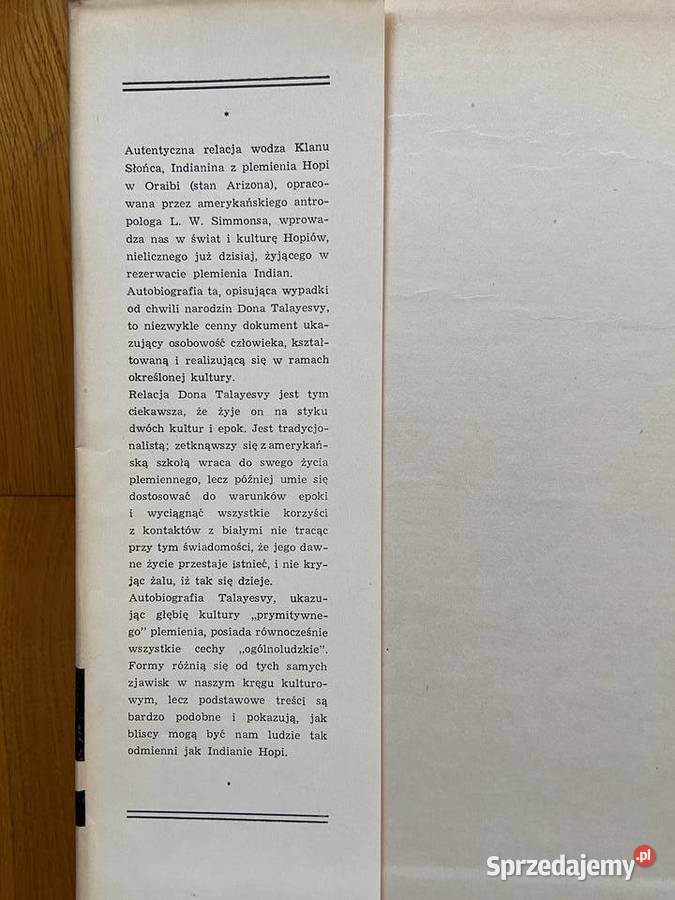 Autentyczna relacja wodza Klanu
Słońca, Indianina z plemienia Hopi
w Oraibi (stan Arizona), opraco-
wana przez amerykańskiego antro-
pologa L. W. Simmonsa, wprowa-
dza nas w świat i kulturę Hopiów,
nielicznego już dzisiaj, żyjącego w
rezerwacie plemienia Indian.
Autobiografia ta, opisująca wypadki
od chwili narodzin Dona Talayesvy,
to niezwykle cenny dokument uka-
zujący osobowość człowieka, kształ-
towaną i realizującą się w ramach
określonej kultury.
Relacja Dona Talayesvy jest tym
ciekawsza, że żyje on na styku
dwóch kultur i epok. Jest tradycjo-
nalistą; zetknąwszy się z amerykań-
ską szkołą wraca do swego życia
plemiennego, lecz później umie się
dostosować do warunków epoki
i wyciągnąć wszystkie korzyści
z kontaktów z białymi nie tracąc
przy tym świadomości, że jego daw-
ne życie przestaje istnieć, i nie kry-
jąc żalu, iż tak się dzieje.
Autobiografia Talayesvy, ukazu-
jąc głębię kultury „prymitywne-
go” plemienia, posiada równocześnie
wszystkie cechy „ogólnoludzkie”.
Formy różnią się od tych samych
zjawisk w naszym kręgu kulturo-
wym, lecz podstawowe treści są
bardzo podobne i pokazują, jak
bliscy mogą być nam ludzie tak
odmienni jak Indianie Hopi.
Sprzedajemy.pl